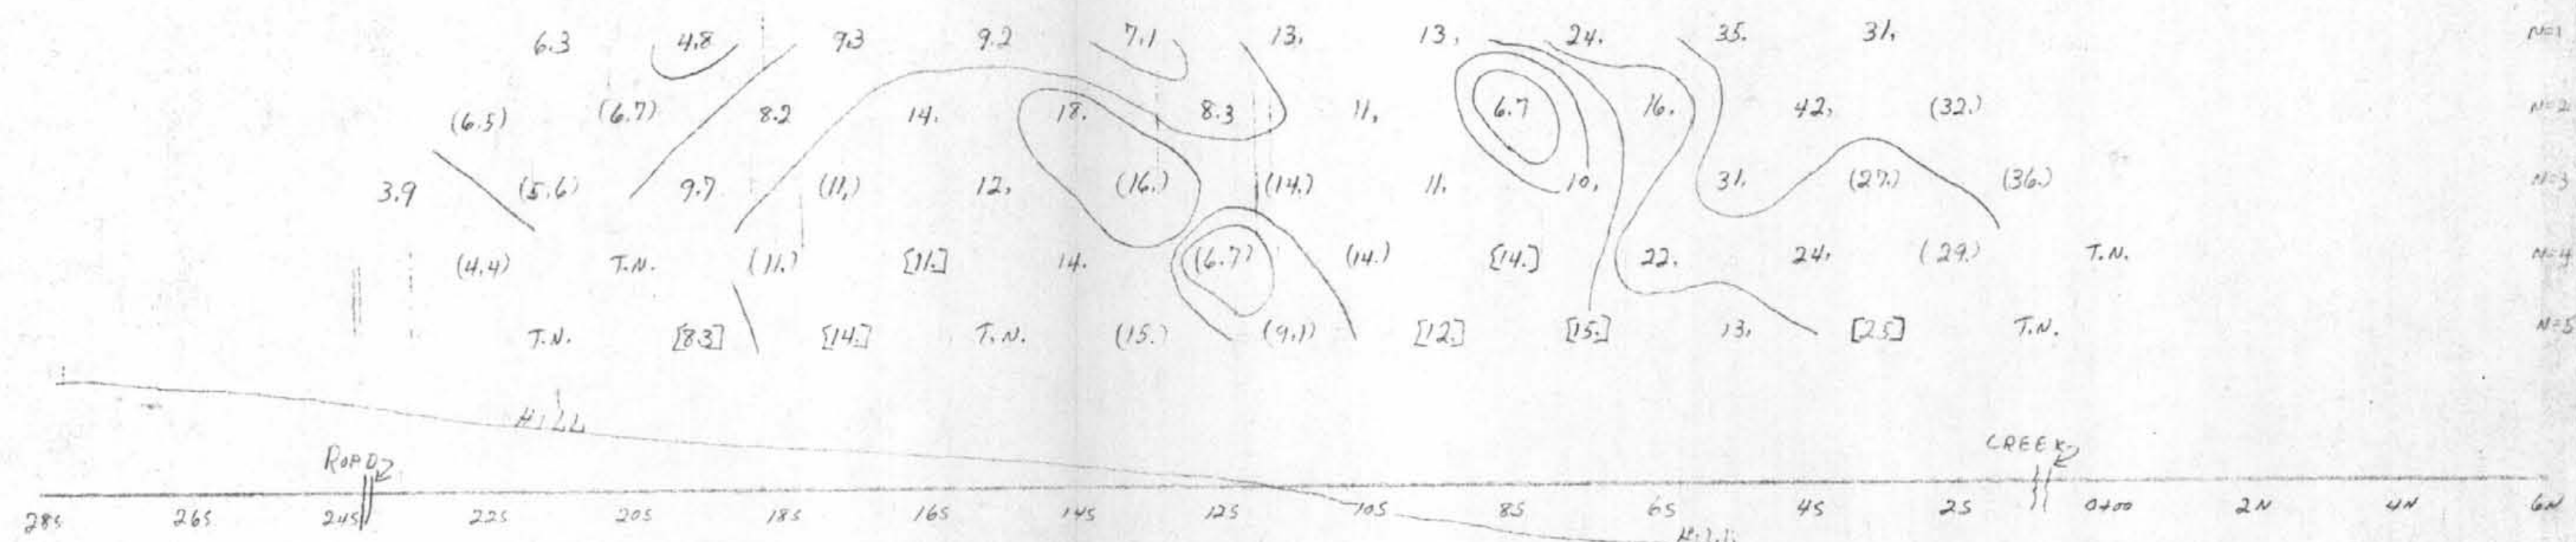 6.3 4.8 9.3 9.2 7.1 13. 13. 24. 35. 31. N=1
(6.5) (6.7) 8.2 14. 18. 8.3 11. 6.7 16. 42. (32.) N=2
3.9 (5.6) 9.7 (11.) 12. (16.) (14.) 11. 10. 31. (27.) (36.) N=3
(4.4) T.N. (11.) [11.] 14. (6.7) (14.) [14.] 22. 24. (29.) T.N. N=4
T.N. [8.3] [14.] T.N. (15.) (9.1) [12.] [15.] 13. [25] T.N. N=5
HILL
ROAD CREEK
28S 26S 24S 22S 20S 18S 16S 14S 12S 10S 8S 6S 4S 2S 0+00 2N 4N 6N